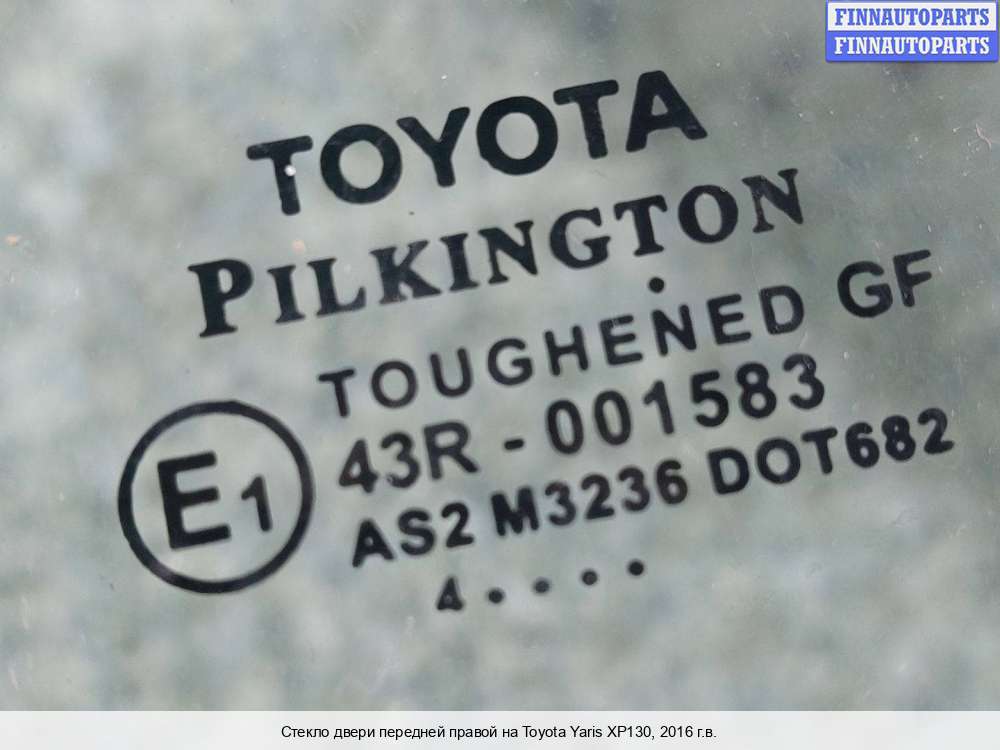 FINNAUTOPARTS
FINNAUTOPARTS
TOYOTA
PILKINGTON
TOUGHENED GF
E1
43R - 001583
AS2 M3236 DOT682
4 • • • •
Стекло двери передней правой на Toyota Yaris XP130, 2016 г.в.